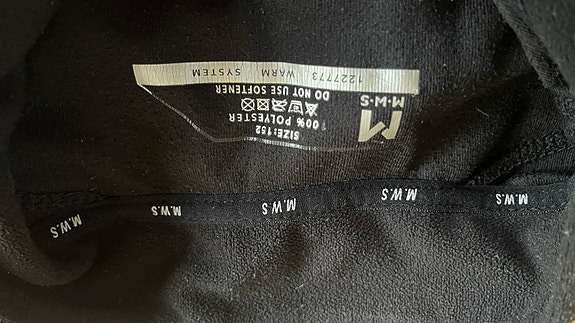 M
M•W•S
SIZE: 152
100% POLYESTER
DO NOT USE SOFTENER
1227773 WARM SYSTEM
M.W.S
M.W.S
M.W.S
M.W.S
M.W.S